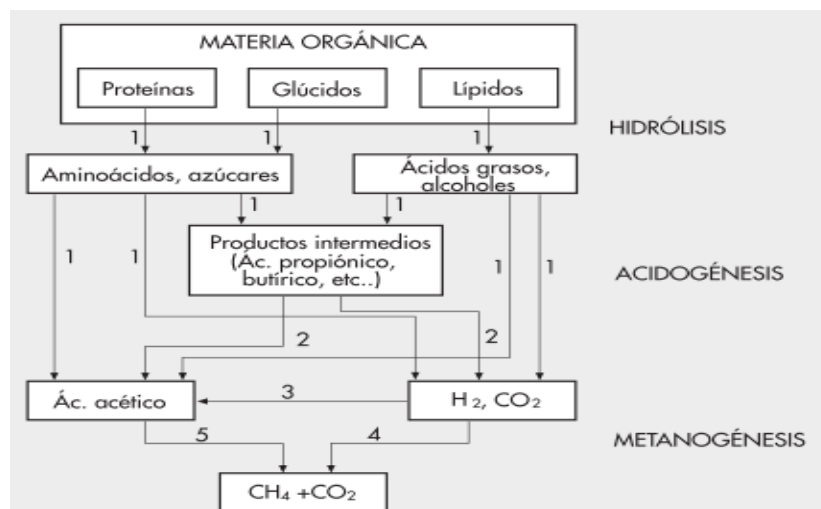 MATERIA ORGÁNICA
Proteínas
Glúcidos
Lípidos
HIDRÓLISIS
1
1
1
Aminoácidos, azúcares
Ácidos grasos,
alcoholes
1
1
1
1
1
1
Productos intermedios
(Ác. propiónico,
butírico, etc..)
ACIDOGÉNESIS
2
2
Ác. acético
3
H₂, CO₂
METANOGÉNESIS
5
4
CH₄ +CO₂